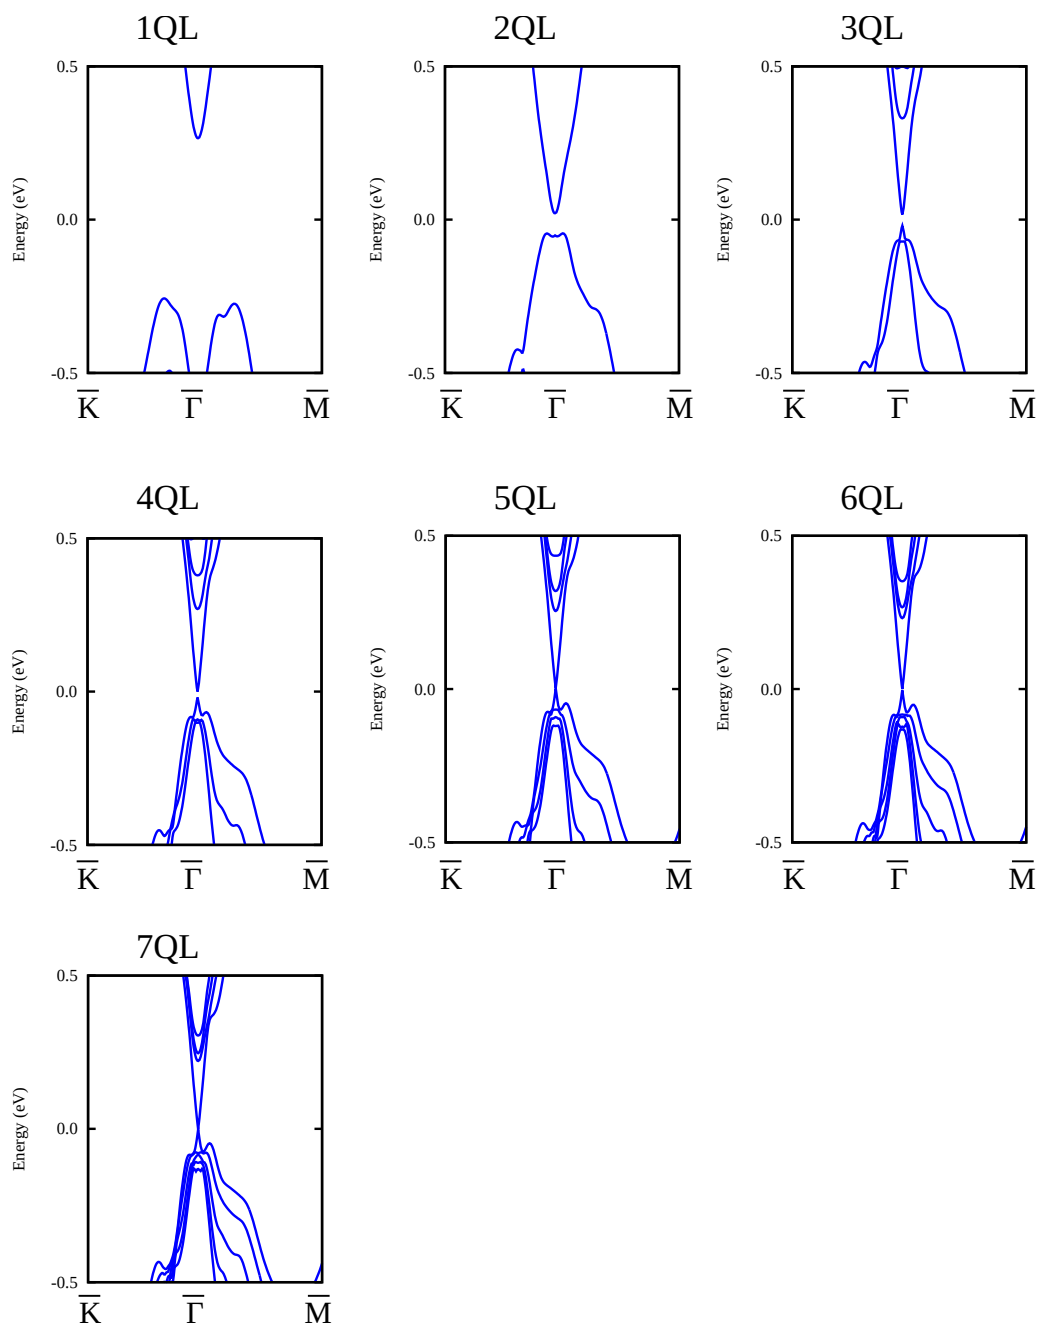 1QL 2QL 3QL
0.5 0.5 0.5
Energy (eV) Energy (eV) Energy (eV)
0.0 0.0 0.0
-0.5 -0.5 -0.5
K̅ Γ̅ M̅ K̅ Γ̅ M̅ K̅ Γ̅ M̅
4QL 5QL 6QL
0.5 0.5 0.5
Energy (eV) Energy (eV) Energy (eV)
0.0 0.0 0.0
-0.5 -0.5 -0.5
K̅ Γ̅ M̅ K̅ Γ̅ M̅ K̅ Γ̅ M̅
7QL
0.5
Energy (eV)
0.0
-0.5
K̅ Γ̅ M̅